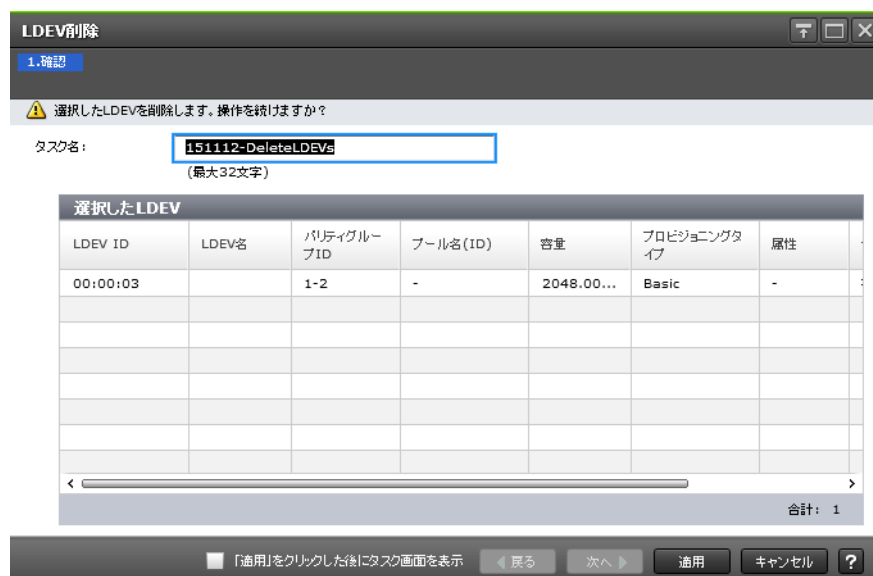 LDEV削除
1.確認
選択したLDEVを削除します。操作を続けますか?
タスク名:
151112-DeleteLDEVs
(最大32文字)
選択したLDEV
LDEV ID LDEV名 パリティグルー プール名(ID) 容量 プロビジョニングタ 属性
プID イプ
00:00:03 1-2 - 2048.00... Basic -
合計: 1
「適用」をクリックした後にタスク画面を表示 戻る 次へ 適用 キャンセル ?